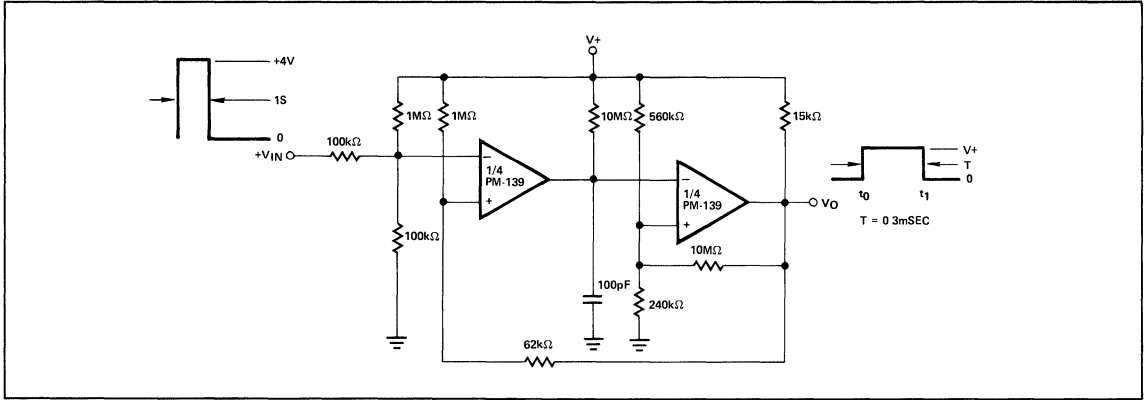 V+
+4V
1S
0
+VIN
100kΩ
1MΩ
1MΩ
10MΩ
560kΩ
15kΩ
−
1/4
PM-139
+
−
1/4
PM-139
+
100kΩ
100pF
10MΩ
240kΩ
62kΩ
VO
V+
T
0
t0
t1
T = 0 3mSEC